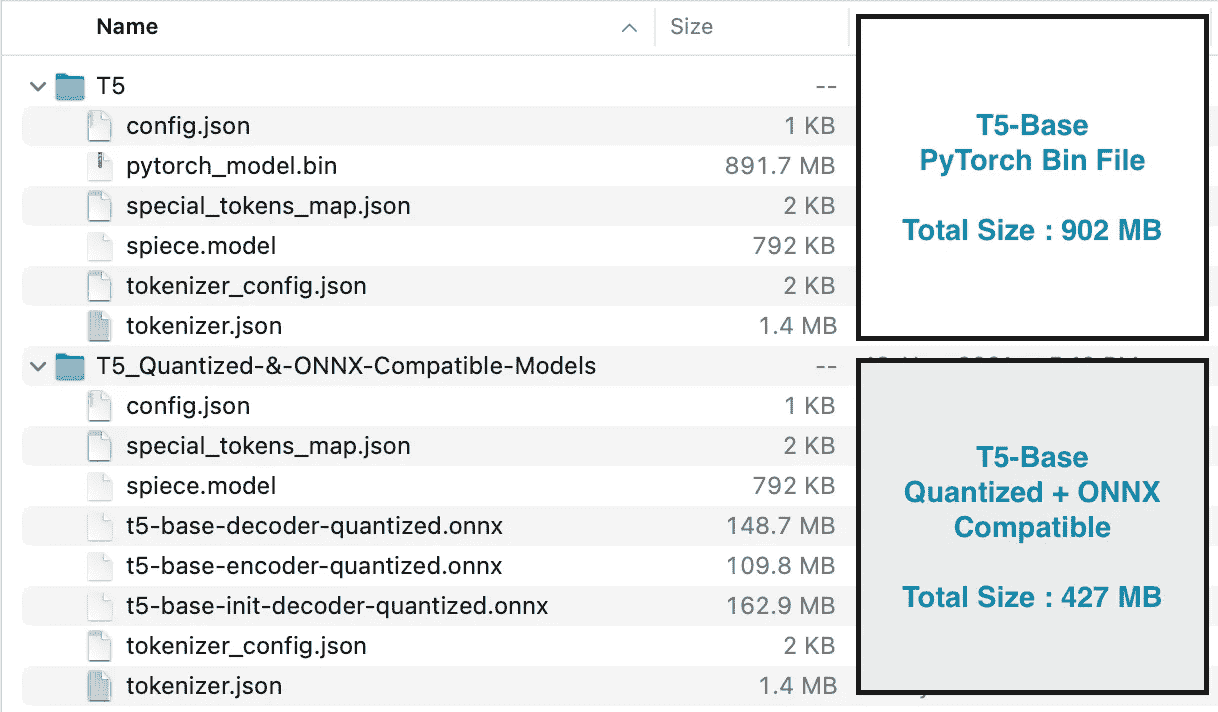 Name Size
T5 --
config.json 1 KB
pytorch_model.bin 891.7 MB
special_tokens_map.json 2 KB
spiece.model 792 KB
tokenizer_config.json 2 KB
tokenizer.json 1.4 MB
T5_Quantized-&-ONNX-Compatible-Models --
config.json 1 KB
special_tokens_map.json 2 KB
spiece.model 792 KB
t5-base-decoder-quantized.onnx 148.7 MB
t5-base-encoder-quantized.onnx 109.8 MB
t5-base-init-decoder-quantized.onnx 162.9 MB
tokenizer_config.json 2 KB
tokenizer.json 1.4 MB
T5-Base
PyTorch Bin File
Total Size : 902 MB
T5-Base
Quantized + ONNX
Compatible
Total Size : 427 MB